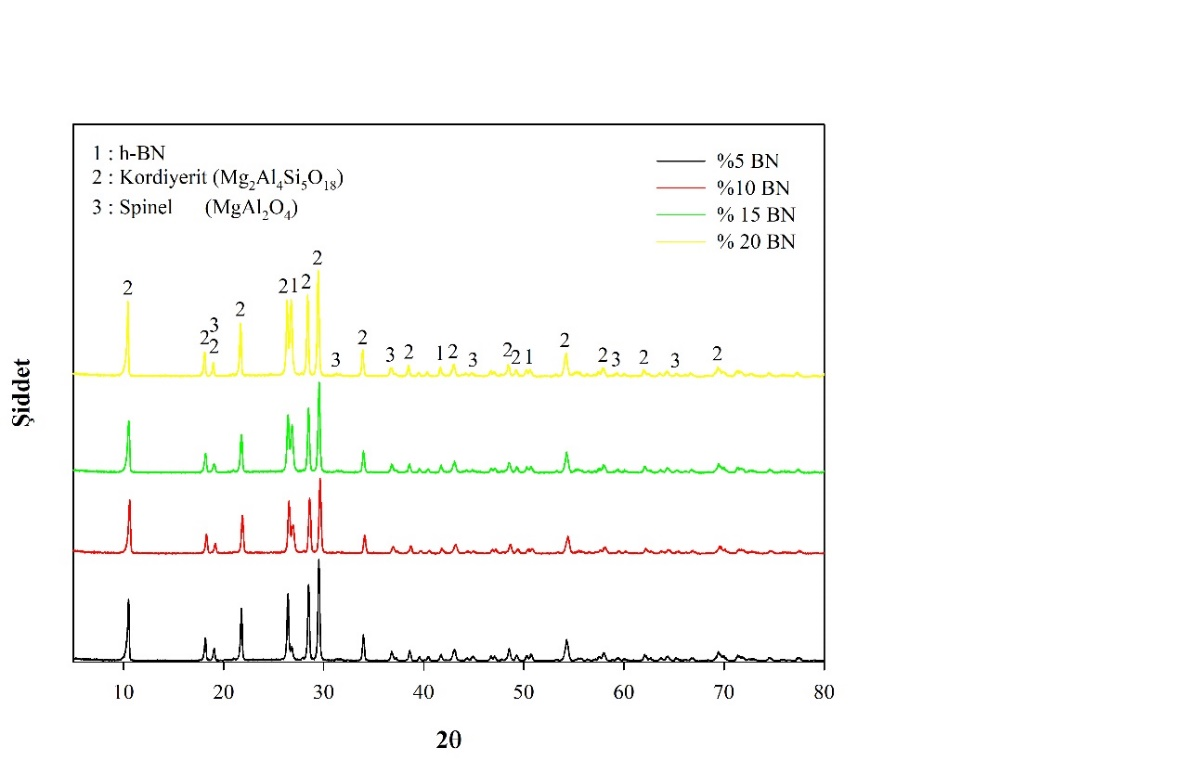 1 : h-BN
2 : Kordiyerit (Mg₂Al₄Si₅O₁₈)
3 : Spinel (MgAl₂O₄)
%5 BN
%10 BN
% 15 BN
% 20 BN
2
2
3
2
2
2 1 2
2
3
2
3
2
1 2
3
2
2 1
2
2 3
2
3
2
Şiddet
10 20 30 40 50 60 70 80
2θ